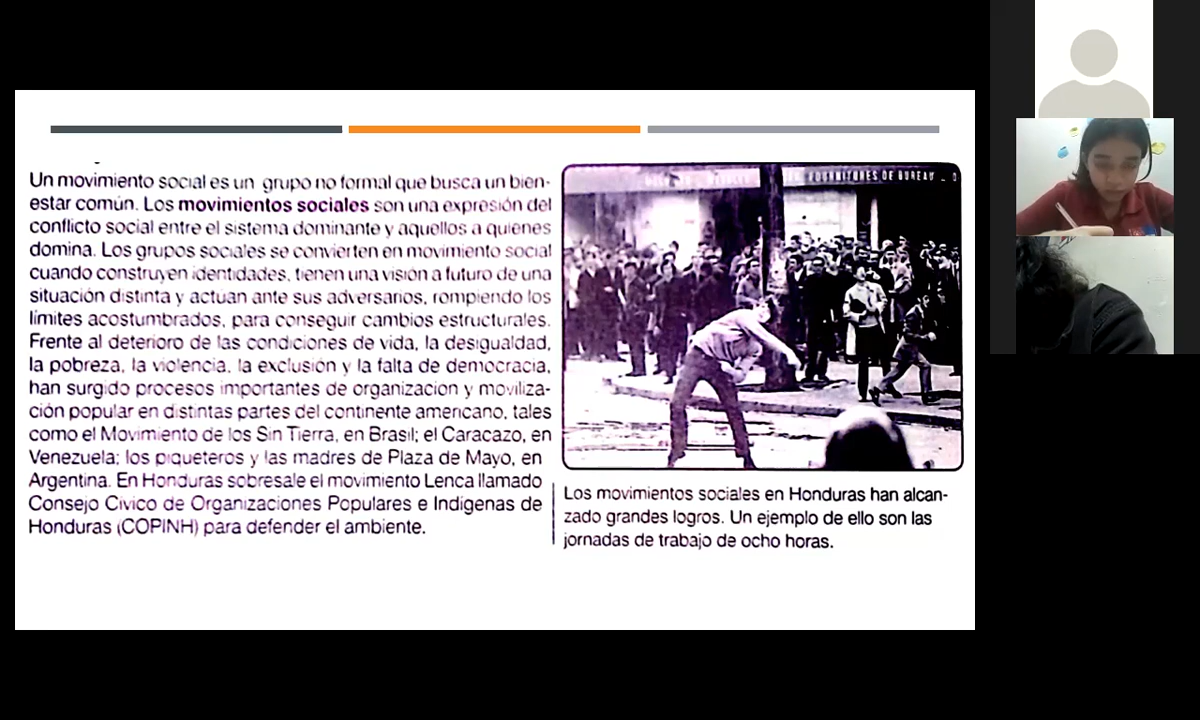 Un movimiento social es un grupo no formal que busca un bien-
estar común. Los movimientos sociales son una expresión del
conflicto social entre el sistema dominante y aquellos a quienes
domina. Los grupos sociales se convierten en movimiento social
cuando construyen identidades, tienen una visión a futuro de una
situación distinta y actuan ante sus adversarios, rompiendo los
límites acostumbrados, para conseguir cambios estructurales.
Frente al deterioro de las condiciones de vida, la desigualdad,
la pobreza, la violencia, la exclusión y la falta de democracia,
han surgido procesos importantes de organización y moviliza-
ción popular en distintas partes del continente americano, tales
como el Movimiento de los Sin Tierra, en Brasil; el Caracazo, en
Venezuela; los piqueteros y las madres de Plaza de Mayo, en
Argentina. En Honduras sobresale el movimiento Lenca llamado
Consejo Cívico de Organizaciones Populares e Indígenas de
Honduras (COPINH) para defender el ambiente.
FOURNITURES DE BUREAU
Los movimientos sociales en Honduras han alcan-
zado grandes logros. Un ejemplo de ello son las
jornadas de trabajo de ocho horas.